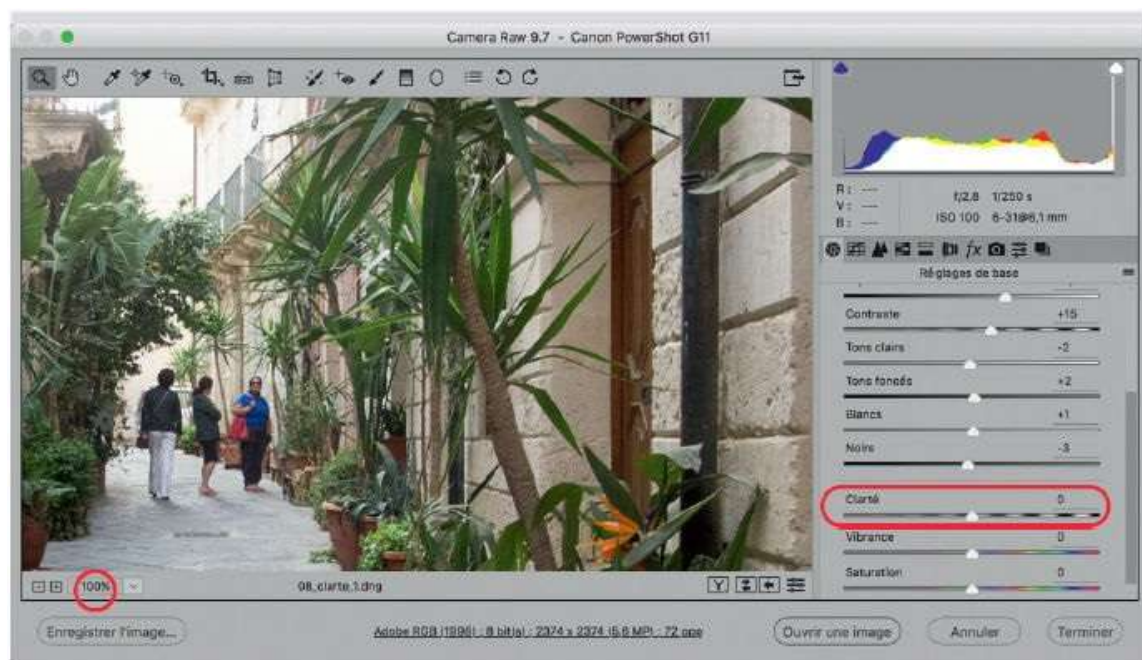 Camera Raw 9.7 - Canon PowerShot G11
R : ---
V : ---
B : ---
f/2,8 1/250 s
ISO 100 6-31@6,1 mm
fx
Réglages de base
Contraste +15
Tons clairs -2
Tons foncés +2
Blancs +1
Noirs -3
Clarté 0
Vibrance 0
Saturation 0
100%
08_clarte_1.dng
Y
Enregistrer l'image...
Adobe RGB (1998) ; 8 bit(s) ; 2374 x 2374 (5,6 MP) ; 72 ppp
Ouvrir une image
Annuler
Terminer